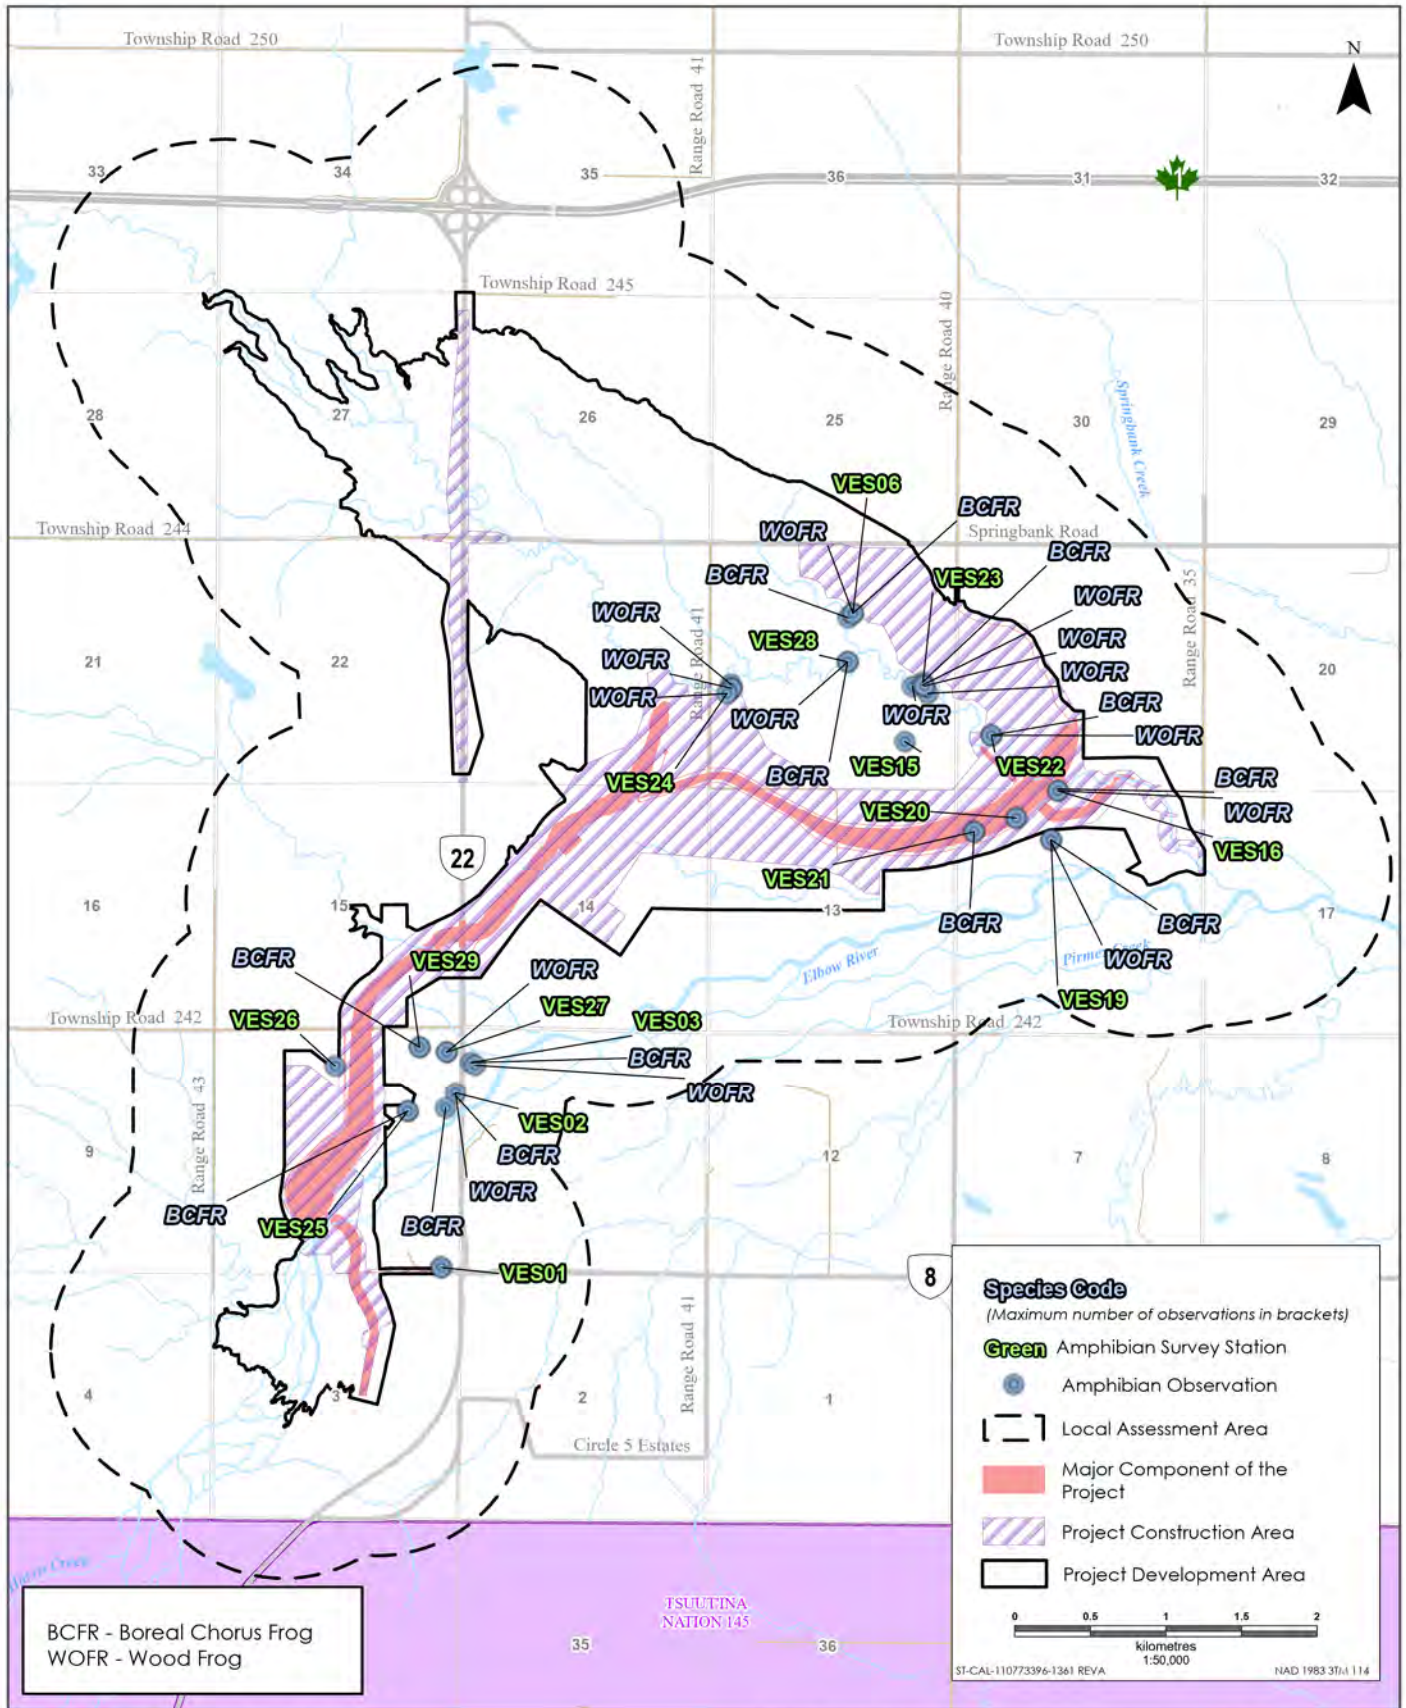 Township Road 250
Township Road 250
Range Road 41
N
33
34
35
36
31
1
32
Township Road 245
Range Road 40
Springbank Creek
28
27
26
25
30
29
VES06
BCFR
WOFR
Township Road 244
Springbank Road
BCFR
BCFR
VES23
Range Road 35
WOFR
WOFR
Range Road 41
VES28
WOFR
21
22
WOFR
WOFR
20
WOFR
BCFR
WOFR
WOFR
WOFR
VES15
VES22
BCFR
BCFR
VES24
WOFR
VES20
22
VES16
VES21
16
15
14
13
17
BCFR
BCFR
BCFR
VES29
WOFR
Elbow River
Pirmez Creek
WOFR
VES27
VES19
Township Road 242
VES26
VES03
Township Road 242
BCFR
Range Road 43
WOFR
VES02
9
BCFR
12
7
8
WOFR
BCFR
VES25
BCFR
VES01
8
Range Road 41
4
3
2
1
Circle 5 Estates
TSUUT'INA
NATION 145
35
36
Species Code
(Maximum number of observations in brackets)
Green Amphibian Survey Station
Amphibian Observation
Local Assessment Area
Major Component of the
Project
Project Construction Area
Project Development Area
0 0.5 1 1.5 2
kilometres
1:50,000
ST-CAL-110773396-1361 REVA
NAD 1983 3TM 114
BCFR - Boreal Chorus Frog
WOFR - Wood Frog